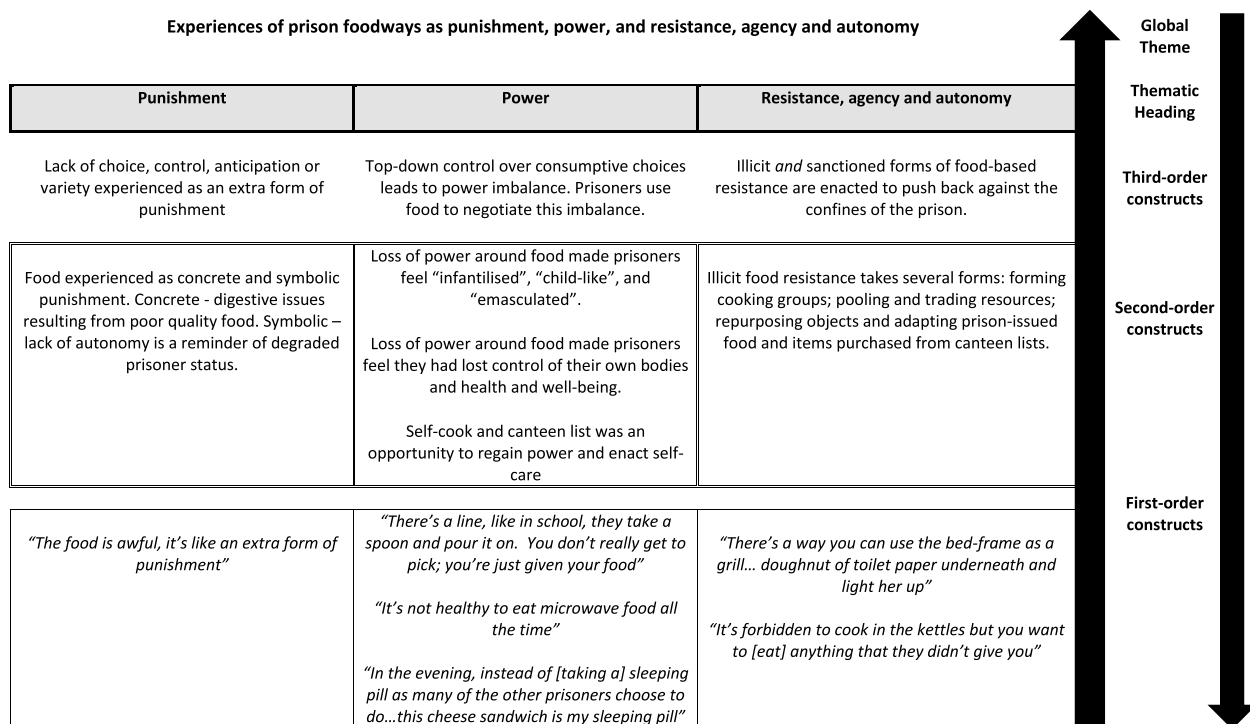 Experiences of prison foodways as punishment, power, and resistance, agency and autonomy
Global
Theme
Punishment
Power
Resistance, agency and autonomy
Thematic
Heading
Lack of choice, control, anticipation or
variety experienced as an extra form of
punishment
Top-down control over consumptive choices
leads to power imbalance. Prisoners use
food to negotiate this imbalance.
Illicit and sanctioned forms of food-based
resistance are enacted to push back against the
confines of the prison.
Third-order
constructs
Food experienced as concrete and symbolic
punishment. Concrete - digestive issues
resulting from poor quality food. Symbolic –
lack of autonomy is a reminder of degraded
prisoner status.
Loss of power around food made prisoners
feel “infantilised”, “child-like”, and
“emasculated”.
Loss of power around food made prisoners
feel they had lost control of their own bodies
and health and well-being.
Self-cook and canteen list was an
opportunity to regain power and enact self-
care
Illicit food resistance takes several forms: forming
cooking groups; pooling and trading resources;
repurposing objects and adapting prison-issued
food and items purchased from canteen lists.
Second-order
constructs
“The food is awful, it’s like an extra form of
punishment”
“There’s a line, like in school, they take a
spoon and pour it on.  You don’t really get to
pick; you’re just given your food”
“It’s not healthy to eat microwave food all
the time”
“In the evening, instead of [taking a] sleeping
pill as many of the other prisoners choose to
do…this cheese sandwich is my sleeping pill”
“There’s a way you can use the bed-frame as a
grill… doughnut of toilet paper underneath and
light her up”
“It’s forbidden to cook in the kettles but you want
to [eat] anything that they didn’t give you”
First-order
constructs